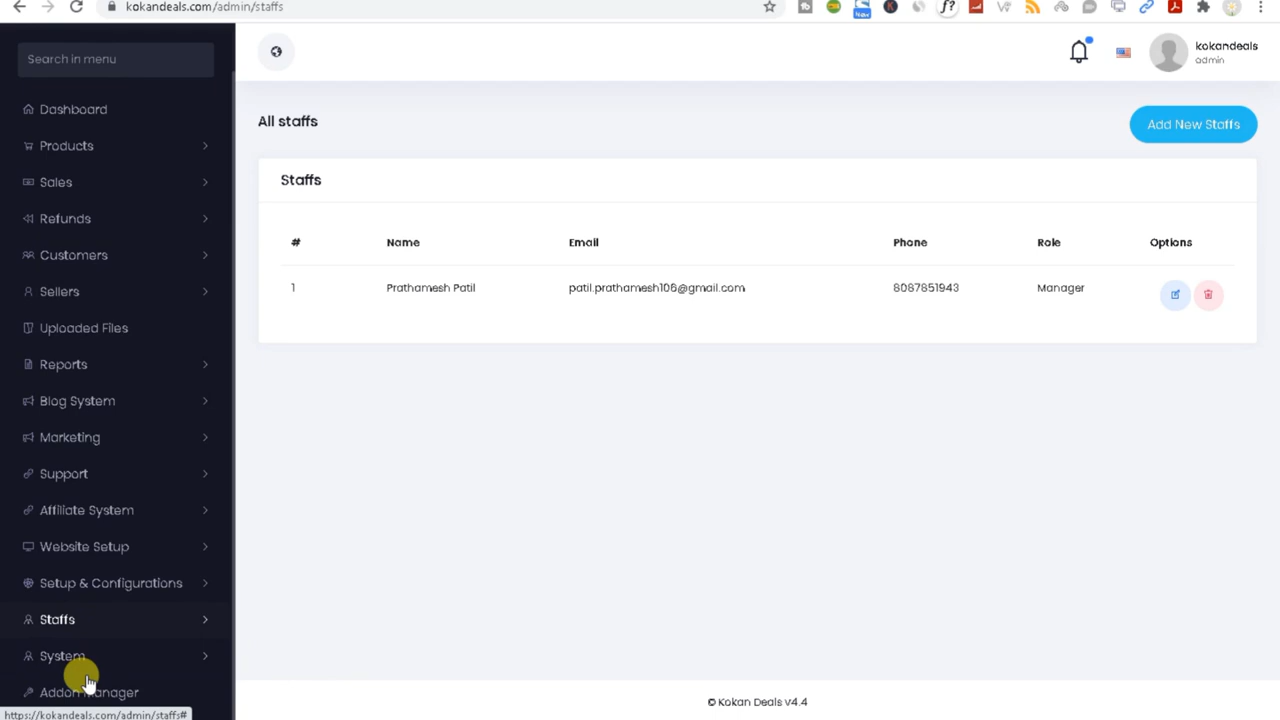 kokandeals.com/admin/staffs
New
Search in menu
kokandeals
admin
Dashboard
Products
Sales
Refunds
Customers
Sellers
Uploaded Files
Reports
Blog System
Marketing
Support
Affiliate System
Website Setup
Setup & Configurations
Staffs
System
Addon Manager
All staffs
Add New Staffs
Staffs
# Name Email Phone Role Options
1 Prathamesh Patil patil.prathamesh106@gmail.com 8087851943 Manager
© Kokan Deals v4.4
https://kokandeals.com/admin/staffs#